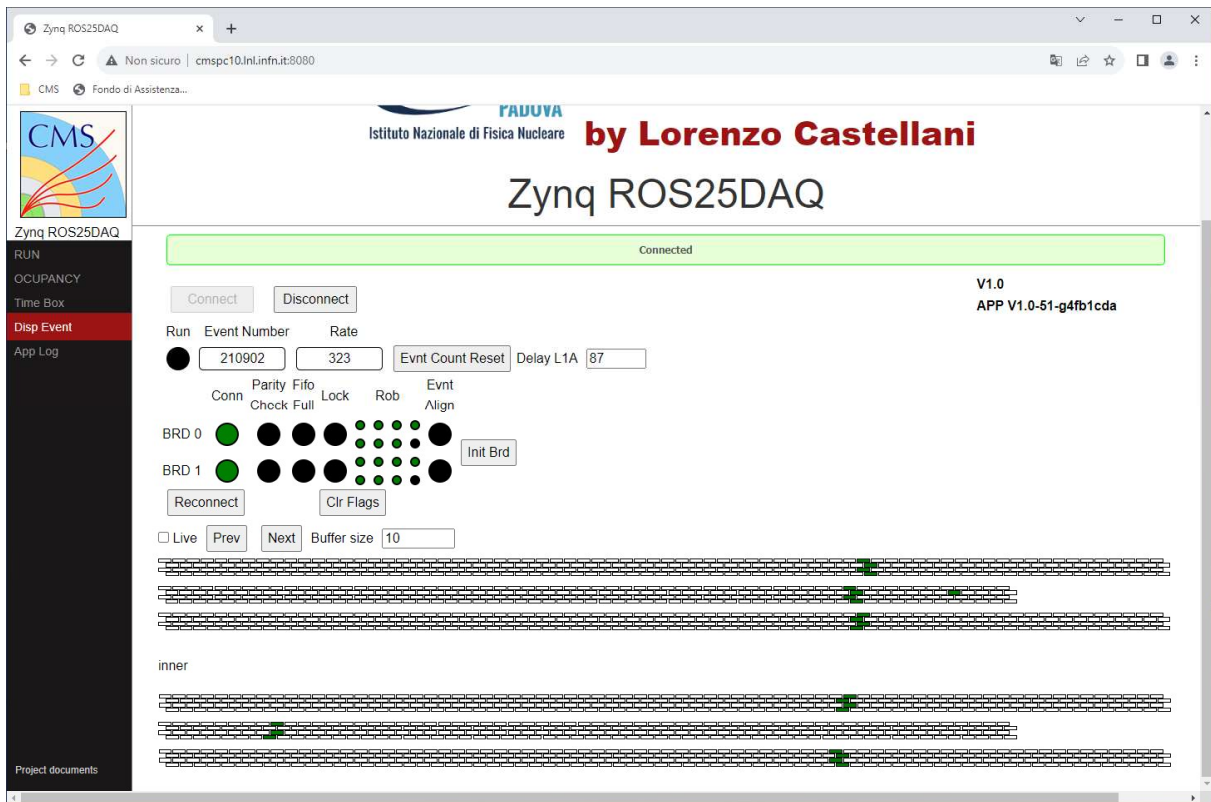 Zynq ROS25DAQ
Non sicuro | cmspc10.lnl.infn.it:8080
CMS Fondo di Assistenza...
PADOVA
Istituto Nazionale di Fisica Nucleare by Lorenzo Castellani
CMS
Zynq ROS25DAQ
Zynq ROS25DAQ
Connected
RUN
OCUPANCY
Time Box
Disp Event
App Log
V1.0
APP V1.0-51-g4fb1cda
Connect Disconnect
Run Event Number Rate
210902 323 Evnt Count Reset Delay L1A 87
Conn Parity Check Fifo Full Lock Rob Evnt Align
BRD 0
Init Brd
BRD 1
Reconnect Clr Flags
Live Prev Next Buffer size 10
inner
Project documents